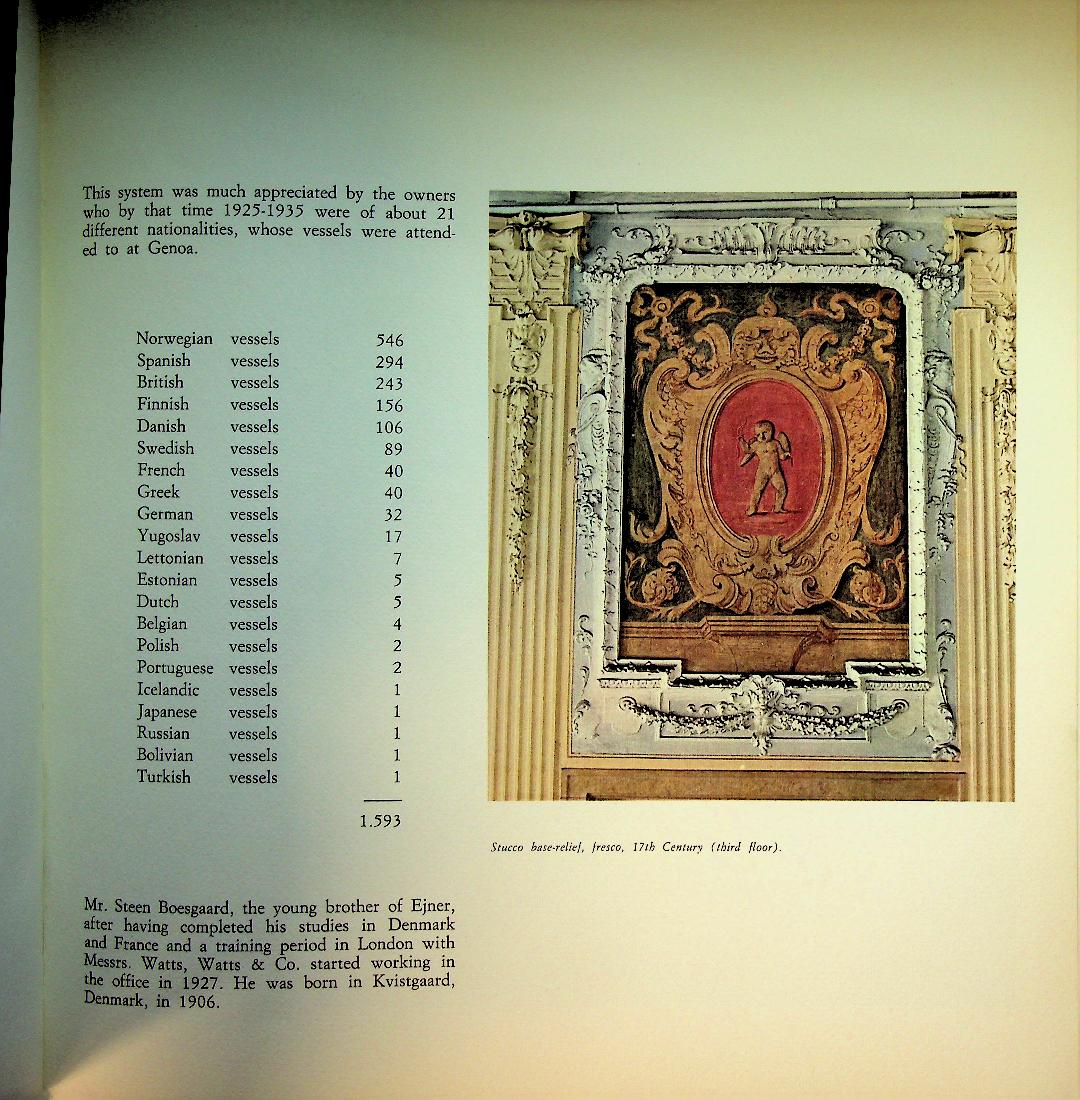 This system was much appreciated by the owners
who by that time 1925-1935 were of about 21
different nationalities, whose vessels were attend-
ed to at Genoa.
Norwegian vessels 546
Spanish vessels 294
British vessels 243
Finnish vessels 156
Danish vessels 106
Swedish vessels 89
French vessels 40
Greek vessels 40
German vessels 32
Yugoslav vessels 17
Lettonian vessels 7
Estonian vessels 5
Dutch vessels 5
Belgian vessels 4
Polish vessels 2
Portuguese vessels 2
Icelandic vessels 1
Japanese vessels 1
Russian vessels 1
Bolivian vessels 1
Turkish vessels 1
1.593
Stucco base-relief, fresco, 17th Century (third floor).
Mr. Steen Boesgaard, the young brother of Ejner,
after having completed his studies in Denmark
and France and a training period in London with
Messrs. Watts, Watts & Co. started working in
the office in 1927. He was born in Kvistgaard,
Denmark, in 1906.